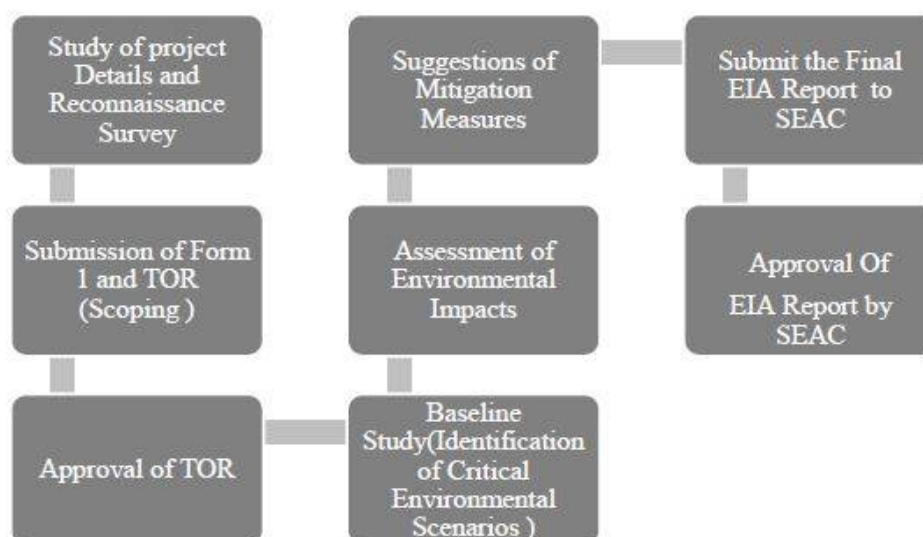 Study of project
Details and
Reconnaissance
Survey
Submission of Form
1 and TOR
(Scoping )
Approval of TOR
Baseline
Study(Identification
of Critical
Environmental
Scenarios )
Assessment of
Environmental
Impacts
Suggestions of
Mitigation
Measures
Submit the Final
EIA Report to
SEAC
Approval Of
EIA Report by
SEAC